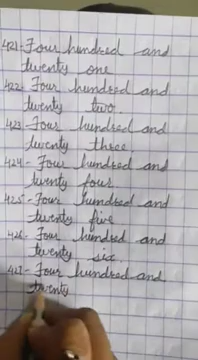 421-Four hundred and
twenty one
422- Four hundred and
twenty two.
423-Four hundred and
twenty three
424- Four hundred and
twenty four
425- Four hundred and
twenty five
426- Four hundred and
twenty six.
427-Four hundred and
twenty